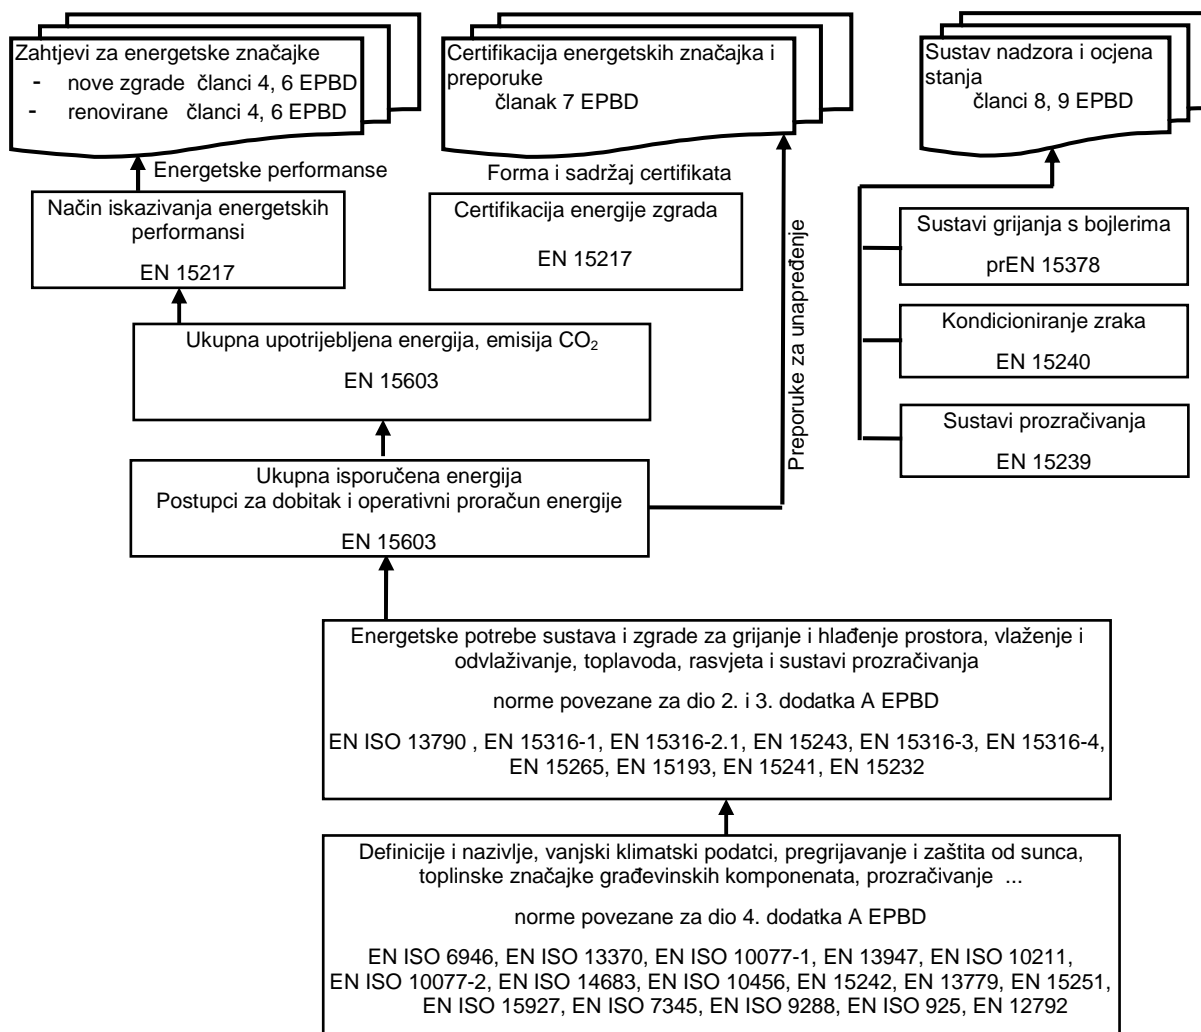 Zahtjevi za energetske značajke
- nove zgrade članci 4, 6 EPBD
- renovirane članci 4, 6 EPBD
Certifikacija energetskih značajka i
preporuke
članak 7 EPBD
Sustav nadzora i ocjena
stanja
članci 8, 9 EPBD
Energetske performanse
Forma i sadržaj certifikata
Način iskazivanja energetskih
performansi
EN 15217
Certifikacija energije zgrada
EN 15217
Preporuke za unapređenje
Sustavi grijanja s bojlerima
prEN 15378
Kondicioniranje zraka
EN 15240
Sustavi prozračivanja
EN 15239
Ukupna upotrijebljena energija, emisija CO₂
EN 15603
Ukupna isporučena energija
Postupci za dobitak i operativni proračun energije
EN 15603
Energetske potrebe sustava i zgrade za grijanje i hlađenje prostora, vlaženje i
odvlaživanje, toplavoda, rasvjeta i sustavi prozračivanja
norme povezane za dio 2. i 3. dodatka A EPBD
EN ISO 13790 , EN 15316-1, EN 15316-2.1, EN 15243, EN 15316-3, EN 15316-4,
EN 15265, EN 15193, EN 15241, EN 15232
Definicije i nazivlje, vanjski klimatski podatci, pregrijavanje i zaštita od sunca,
toplinske značajke građevinskih komponenata, prozračivanje ...
norme povezane za dio 4. dodatka A EPBD
EN ISO 6946, EN ISO 13370, EN ISO 10077-1, EN 13947, EN ISO 10211,
EN ISO 10077-2, EN ISO 14683, EN ISO 10456, EN 15242, EN 13779, EN 15251,
EN ISO 15927, EN ISO 7345, EN ISO 9288, EN ISO 925, EN 12792